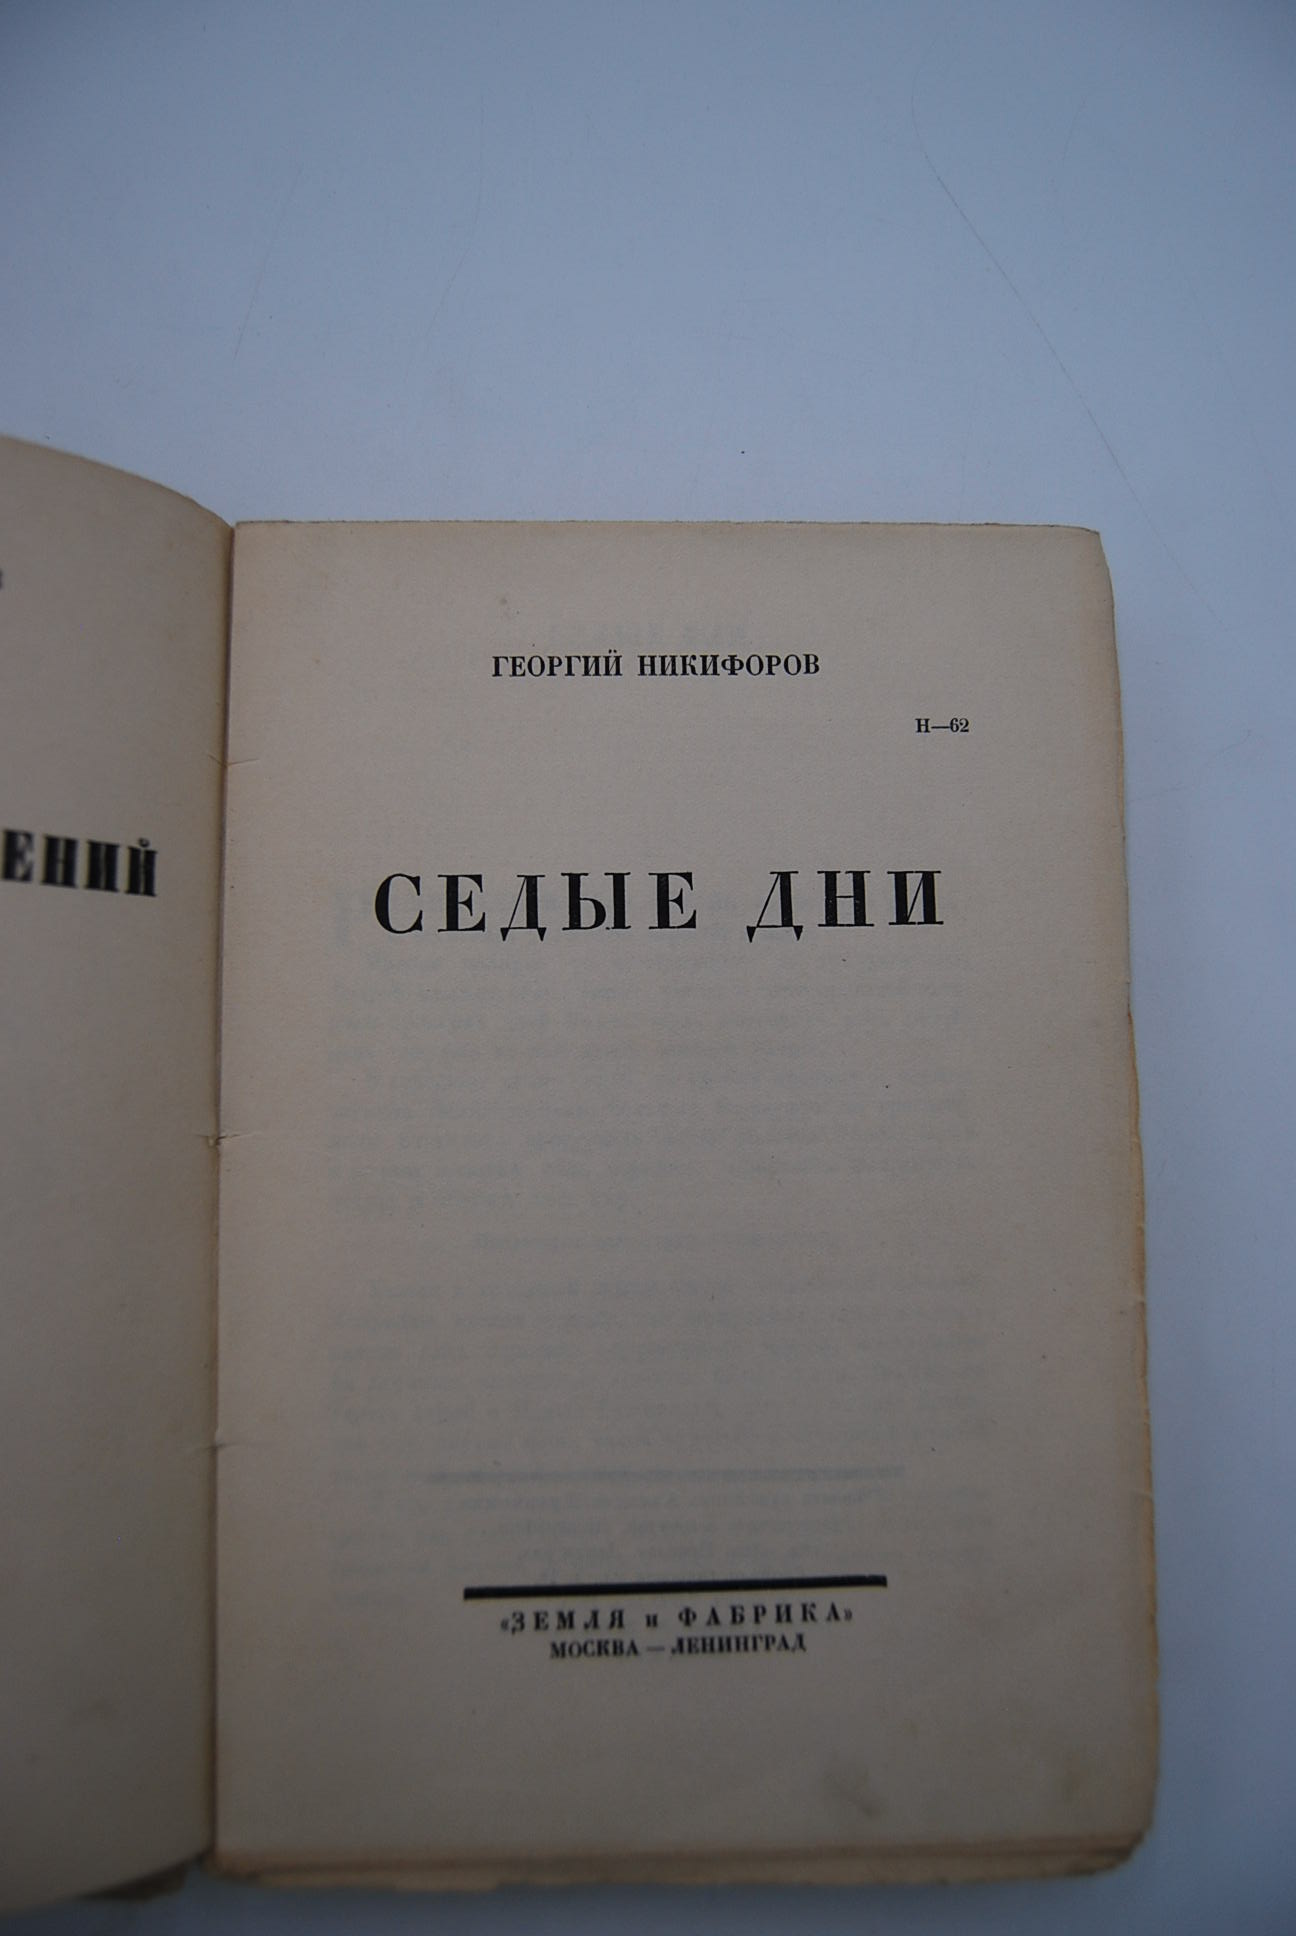 ЕНИЙ
ГЕОРГИЙ НИКИФОРОВ
Н—62
СЕДЫЕ ДНИ
«ЗЕМЛЯ и ФАБРИКА»
МОСКВА — ЛЕНИНГРАД